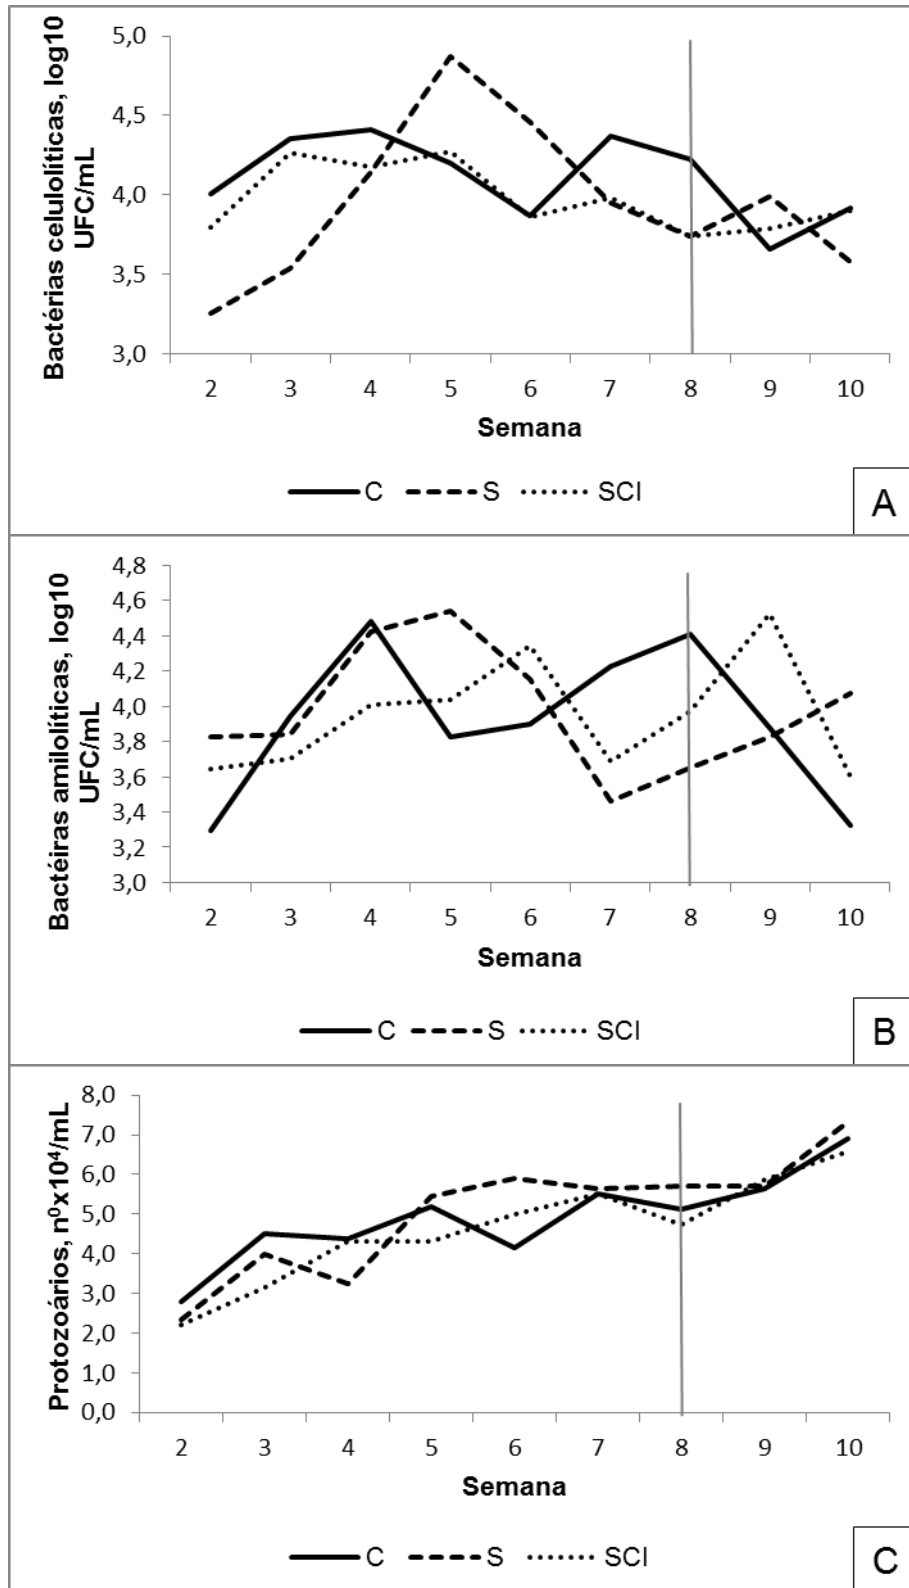 Bactérias celulolíticas, log10
UFC/mL
5,0
4,5
4,0
3,5
3,0
2 3 4 5 6 7 8 9 10
Semana
C S SCI
A
Bactéiras amilolíticas, log10
UFC/mL
4,8
4,6
4,4
4,2
4,0
3,8
3,6
3,4
3,2
3,0
2 3 4 5 6 7 8 9 10
Semana
C S SCI
B
Protozoários, nºx10⁴/mL
8,0
7,0
6,0
5,0
4,0
3,0
2,0
1,0
0,0
2 3 4 5 6 7 8 9 10
Semana
C S SCI
C